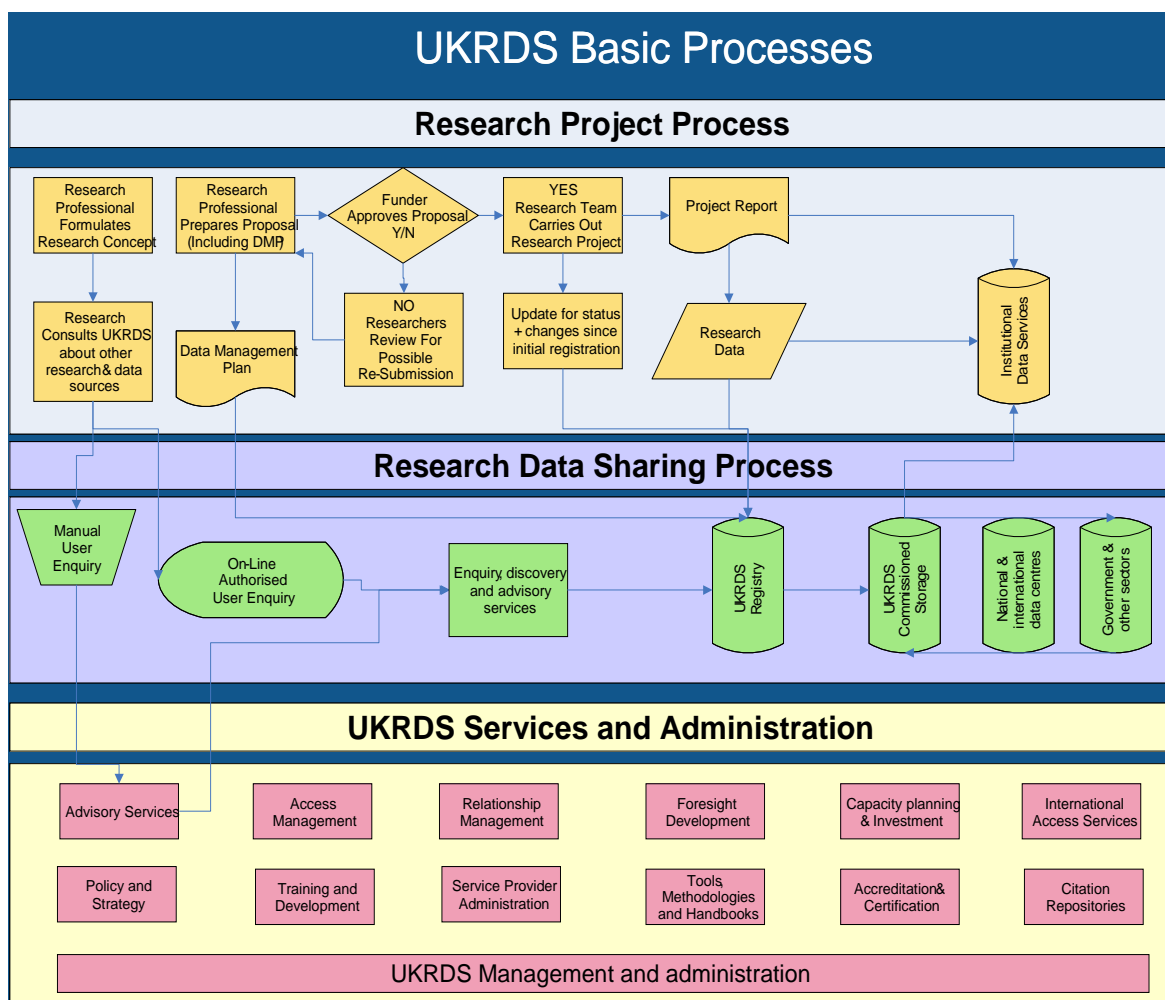 UKRDS Basic Processes
Research Project Process
Research
Professional
Formulates
Research Concept
Research
Professional
Prepares Proposal
(Including DMP)
Funder
Approves Proposal
Y/N
YES
Research Team
Carries Out
Research Project
Project Report
Institutional
Data Services
Research
Consults UKRDS
about other
research & data
sources
Data Management
Plan
NO
Researchers
Review For
Possible
Re-Submission
Update for status
+ changes since
initial registration
Research
Data
Research Data Sharing Process
Manual
User
Enquiry
On-Line
Authorised
User Enquiry
Enquiry, discovery
and advisory
services
UKRDS
Registry
UKRDS
Commissioned
Storage
National &
international
data centres
Government &
other sectors
UKRDS Services and Administration
Advisory Services
Access
Management
Relationship
Management
Foresight
Development
Capacity planning
& Investment
International
Access Services
Policy and
Strategy
Training and
Development
Service Provider
Administration
Tools,
Methodologies
and Handbooks
Accreditation &
Certification
Citation
Repositories
UKRDS Management and administration